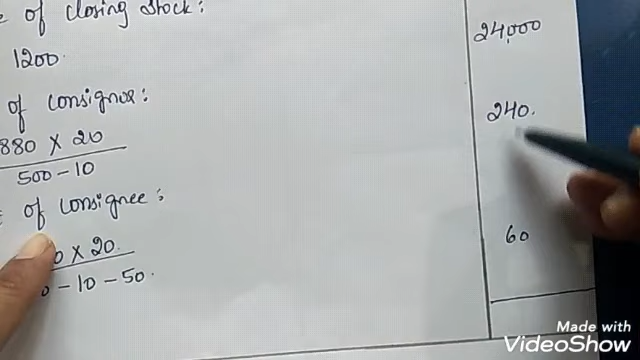 of closing stock:
1200.
24,000
of consignor:
880 X 20
500 - 10
240.
of consignee:
0 X 20.
- 10 - 50.
60
Made with
VideoShow